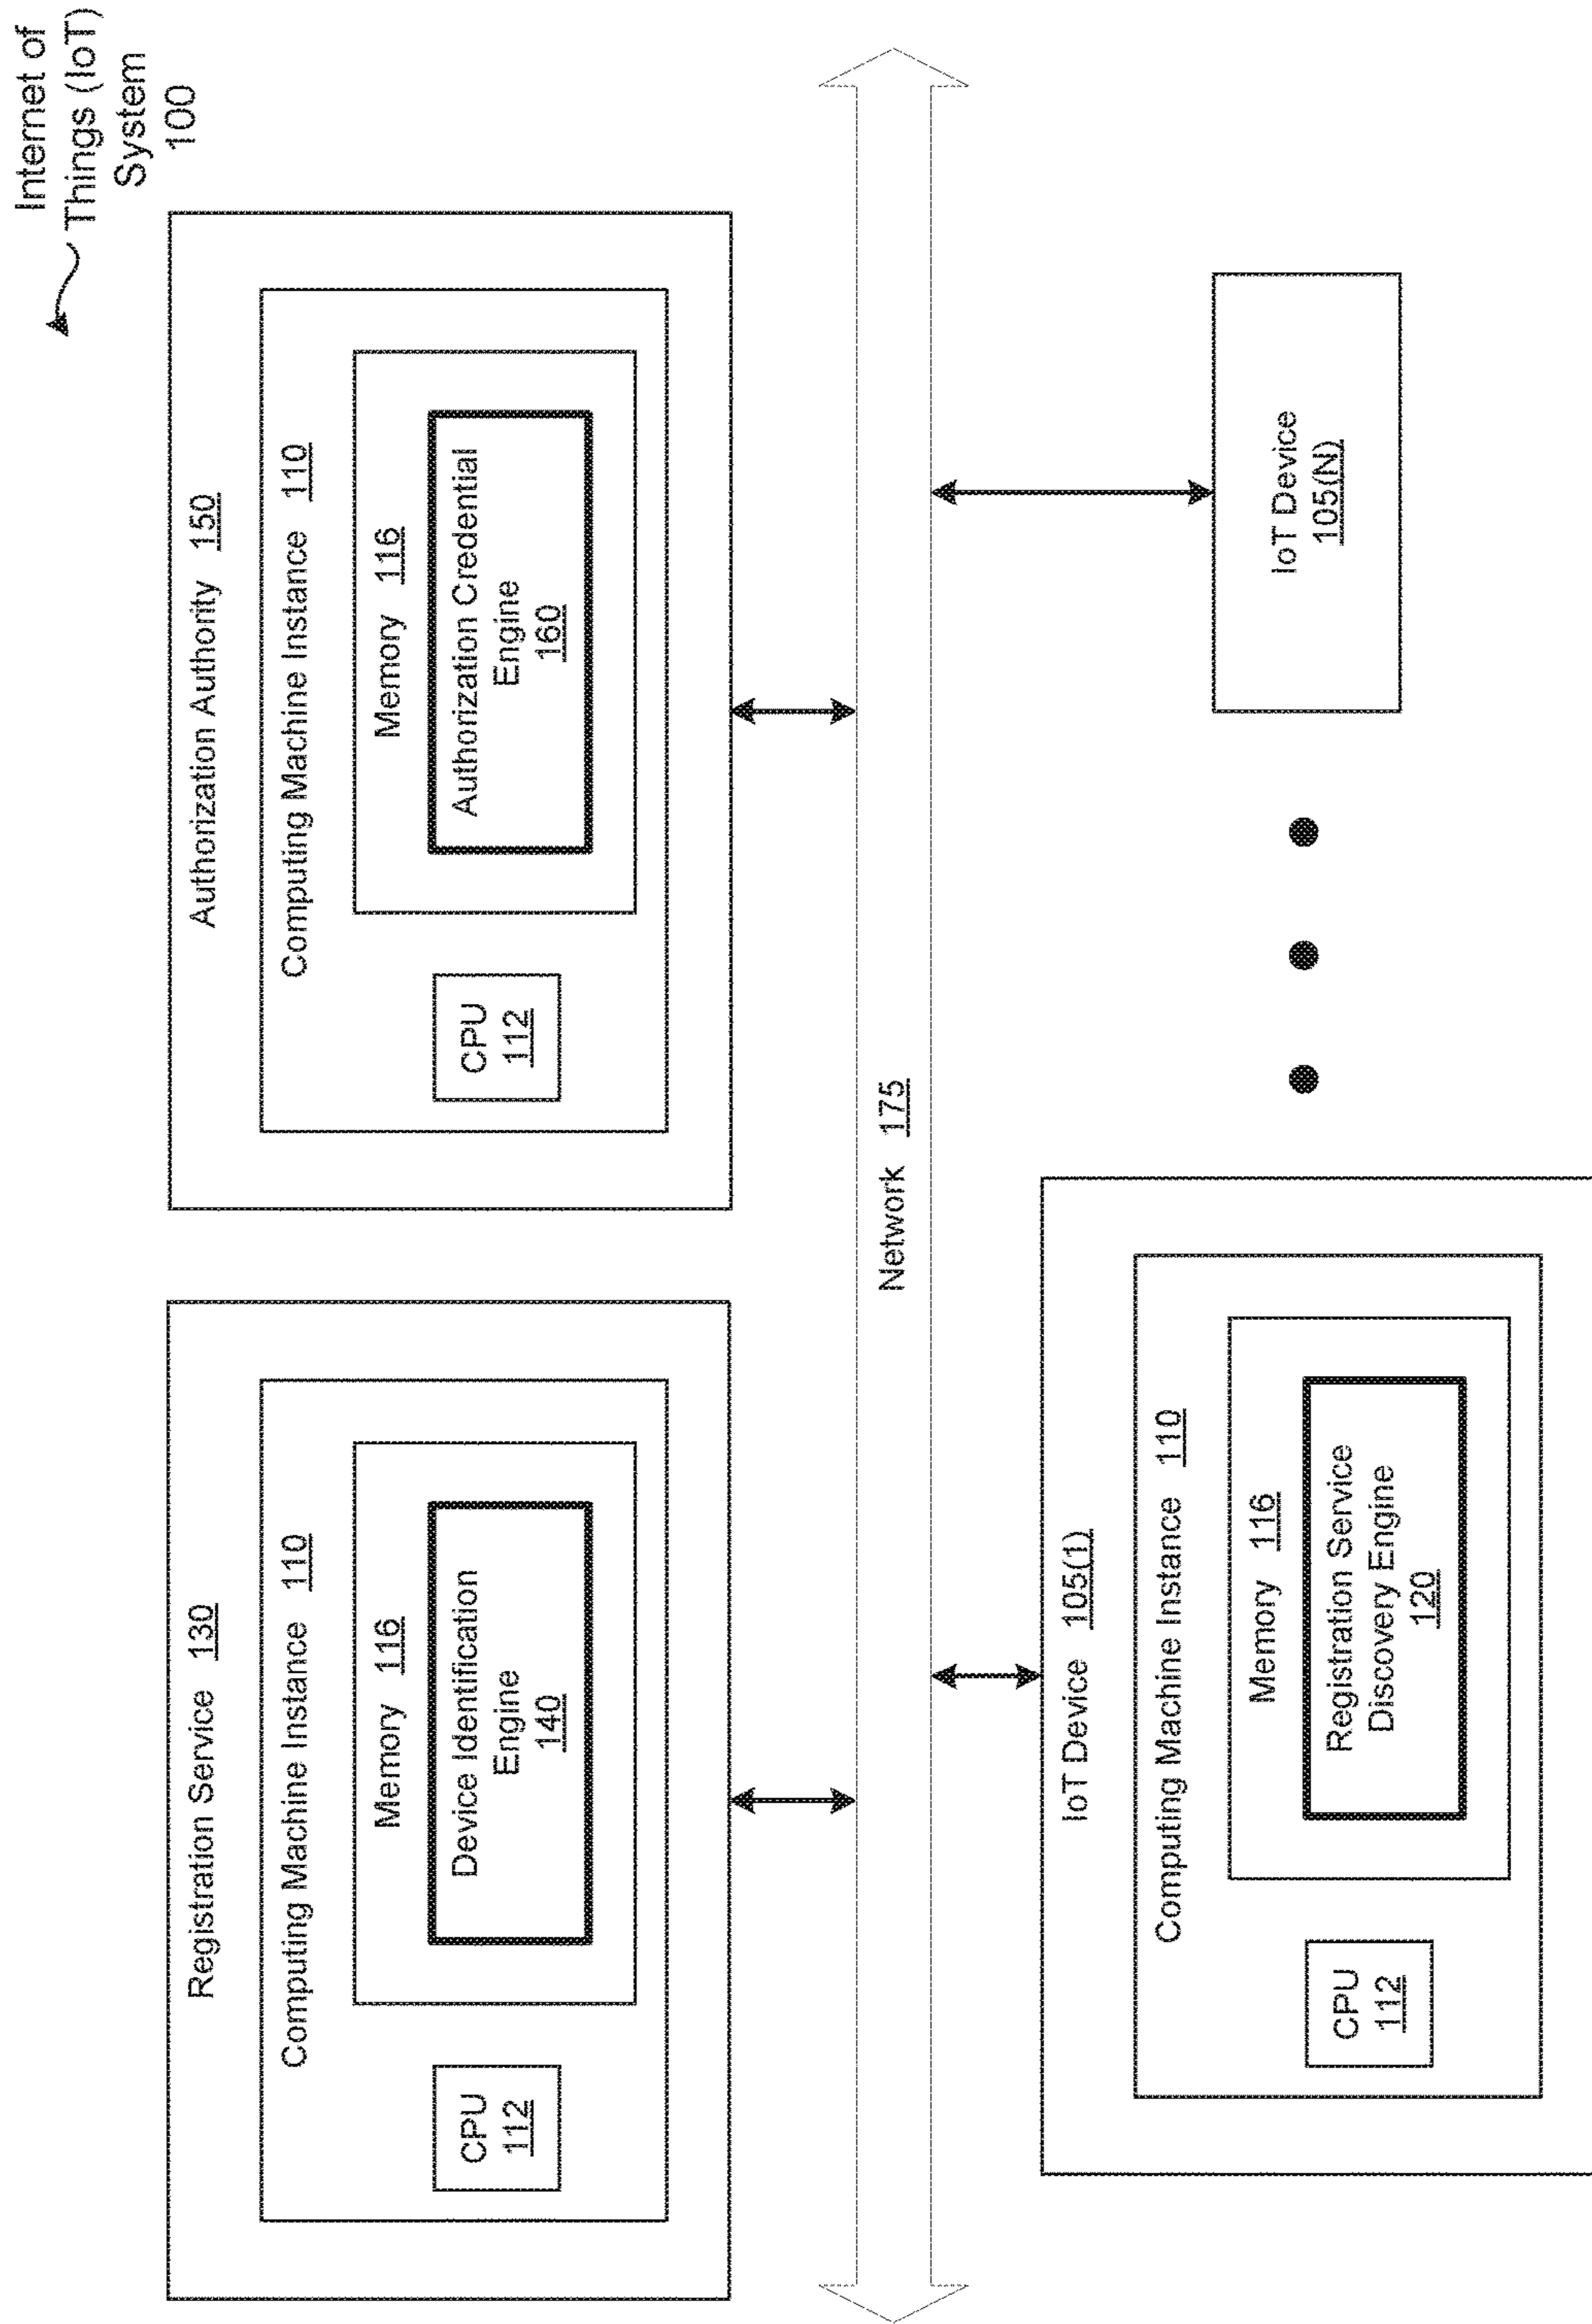 Internet of
Things (IoT)
System
100
Registration Service 130
Computing Machine Instance 110
Memory 116
CPU
112
Device Identification
Engine
140
Authorization Authority 150
Computing Machine Instance 110
Memory 116
CPU
112
Authorization Credential
Engine
160
Network 175
IoT Device 105(1)
Computing Machine Instance 110
Memory 116
CPU
112
Registration Service
Discovery Engine
120
IoT Device
105(N)